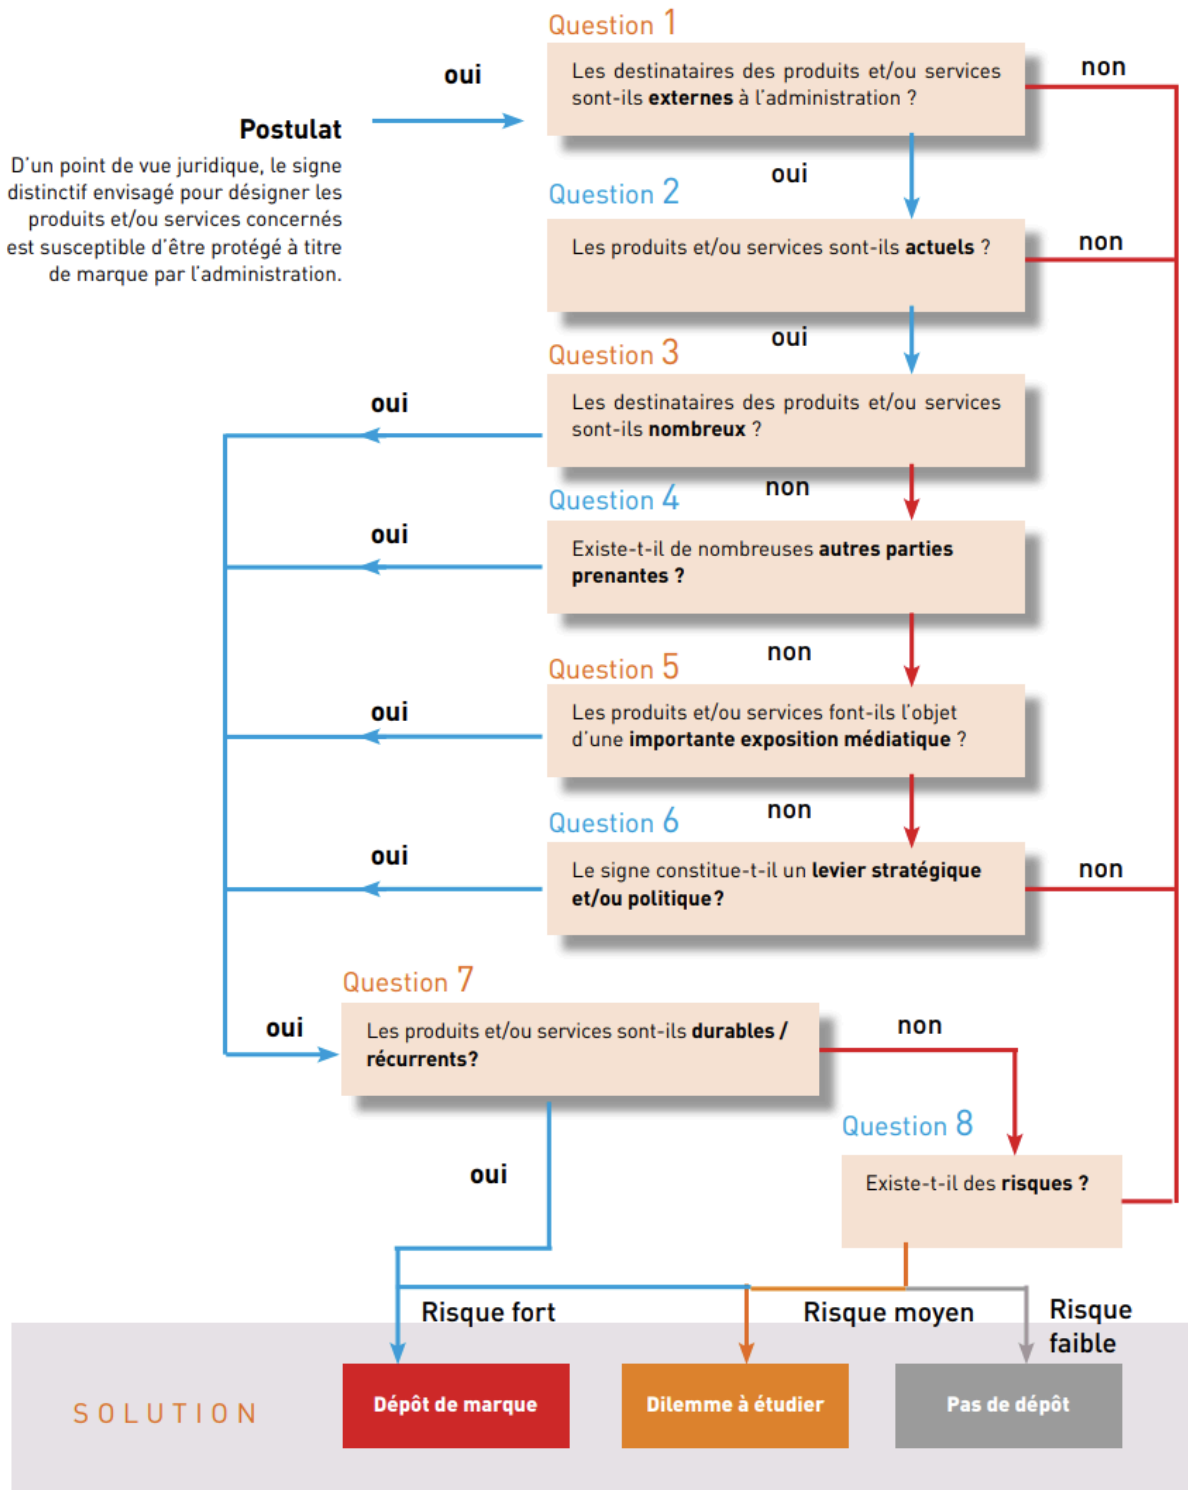 Question 1
oui
Les destinataires des produits et/ou services
sont-ils externes à l'administration ?
non
Postulat
D'un point de vue juridique, le signe
distinctif envisagé pour désigner les
produits et/ou services concernés
est susceptible d'être protégé à titre
de marque par l'administration.
oui
Question 2
Les produits et/ou services sont-ils actuels ?
non
oui
Question 3
oui
Les destinataires des produits et/ou services
sont-ils nombreux ?
non
Question 4
oui
Existe-t-il de nombreuses autres parties
prenantes ?
non
Question 5
oui
Les produits et/ou services font-ils l'objet
d'une importante exposition médiatique ?
non
Question 6
oui
Le signe constitue-t-il un levier stratégique
et/ou politique?
non
Question 7
oui
Les produits et/ou services sont-ils durables /
récurrents?
non
Question 8
oui
Existe-t-il des risques ?
Risque fort
Risque moyen
Risque
faible
SOLUTION
Dépôt de marque
Dilemme à étudier
Pas de dépôt